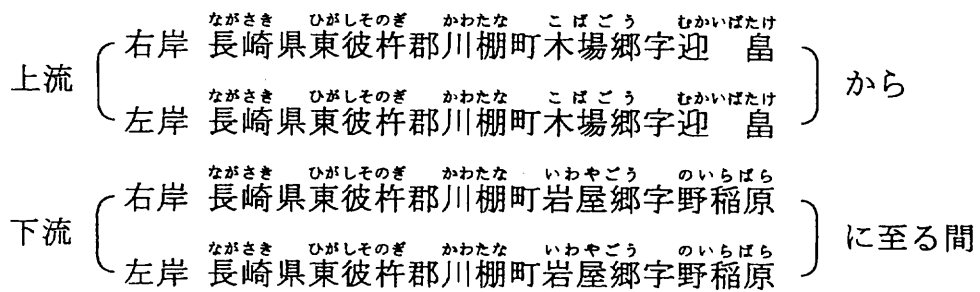 ながさき ひがしそのぎ かわたな こばごう むかいばたけ
右岸 長崎県東彼杵郡川棚町木場郷字迎 畠
上流 から
ながさき ひがしそのぎ かわたな こばごう むかいばたけ
左岸 長崎県東彼杵郡川棚町木場郷字迎 畠
ながさき ひがしそのぎ かわたな いわやごう のいらばら
右岸 長崎県東彼杵郡川棚町岩屋郷字野稲原
下流 に至る間
ながさき ひがしそのぎ かわたな いわやごう のいらばら
左岸 長崎県東彼杵郡川棚町岩屋郷字野稲原